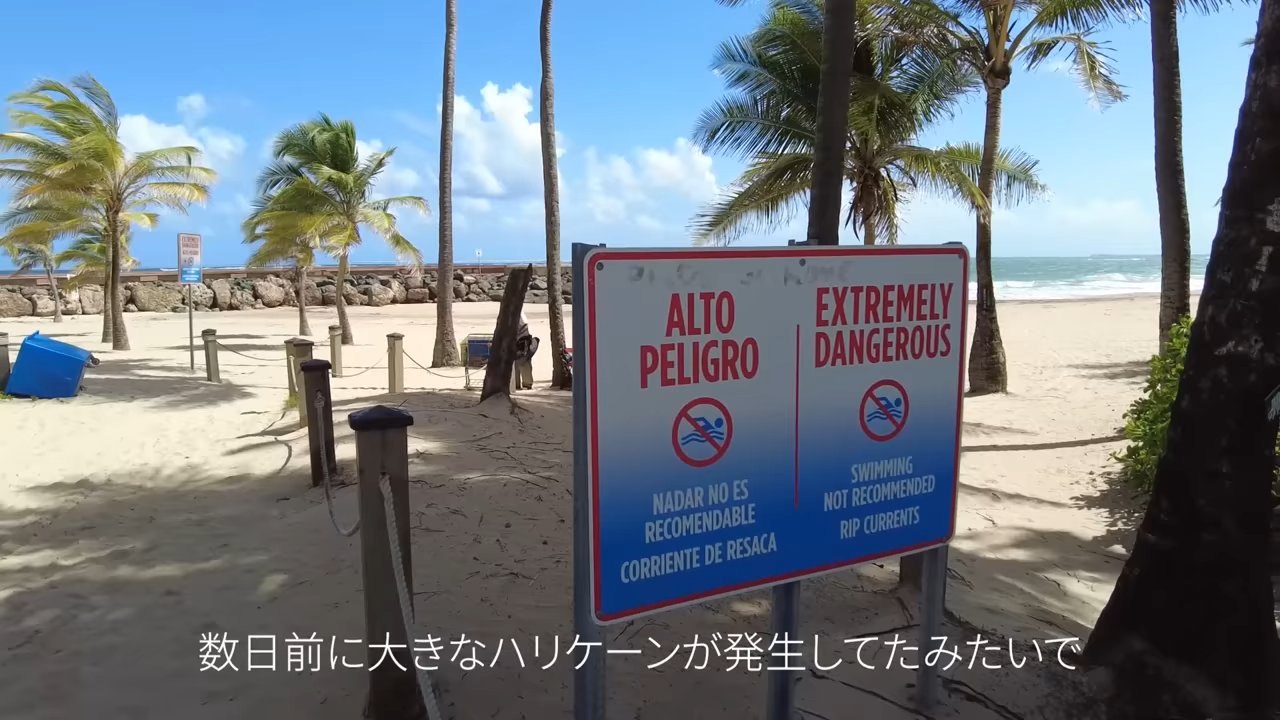 ALTO
PELIGRO
NADAR NO ES
RECOMENDABLE
CORRIENTE DE RESACA
EXTREMELY
DANGEROUS
SWIMMING
NOT RECOMMENDED
RIP CURRENTS
数日前に大きなハリケーンが発生してたみたいで